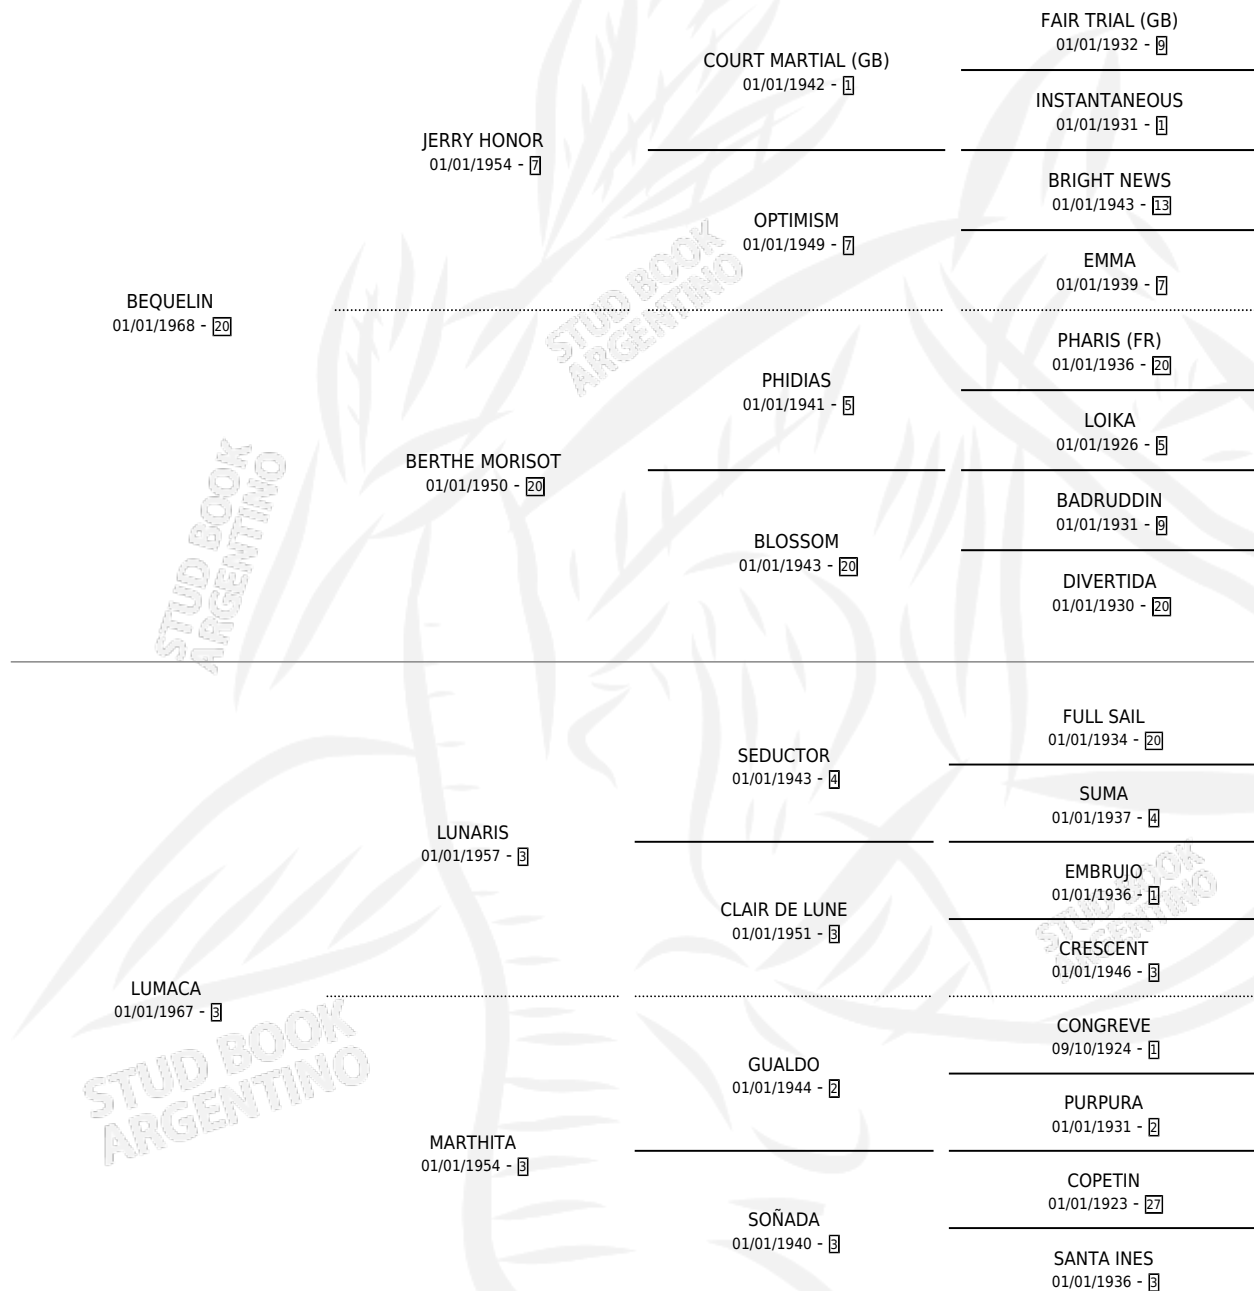 FAIR TRIAL (GB)
01/01/1932 - 9
COURT MARTIAL (GB)
01/01/1942 - 1
INSTANTANEOUS
01/01/1931 - 1
JERRY HONOR
01/01/1954 - 7
BRIGHT NEWS
01/01/1943 - 13
OPTIMISM
01/01/1949 - 7
EMMA
01/01/1939 - 7
BEQUELIN
01/01/1968 - 20
STUD BOOK
ARGENTINO
PHARIS (FR)
01/01/1936 - 20
PHIDIAS
01/01/1941 - 5
LOIKA
01/01/1926 - 5
BERTHE MORISOT
01/01/1950 - 20
BADRUDDIN
01/01/1931 - 9
BLOSSOM
01/01/1943 - 20
DIVERTIDA
01/01/1930 - 20
STUD BOOK
ARGENTINO
FULL SAIL
01/01/1934 - 20
SEDUCTOR
01/01/1943 - 4
SUMA
01/01/1937 - 4
LUNARIS
01/01/1957 - 3
EMBRUJO
01/01/1936 - 1
CLAIR DE LUNE
01/01/1951 - 3
CRESCENT
01/01/1946 - 3
STUD BOOK
ARGENTINO
LUMACA
01/01/1967 - 3
CONGREVE
09/10/1924 - 1
GUALDO
01/01/1944 - 2
PURPURA
01/01/1931 - 2
STUD BOOK
ARGENTINO
MARTHITA
01/01/1954 - 3
COPETIN
01/01/1923 - 27
SOÑADA
01/01/1940 - 3
SANTA INES
01/01/1936 - 3